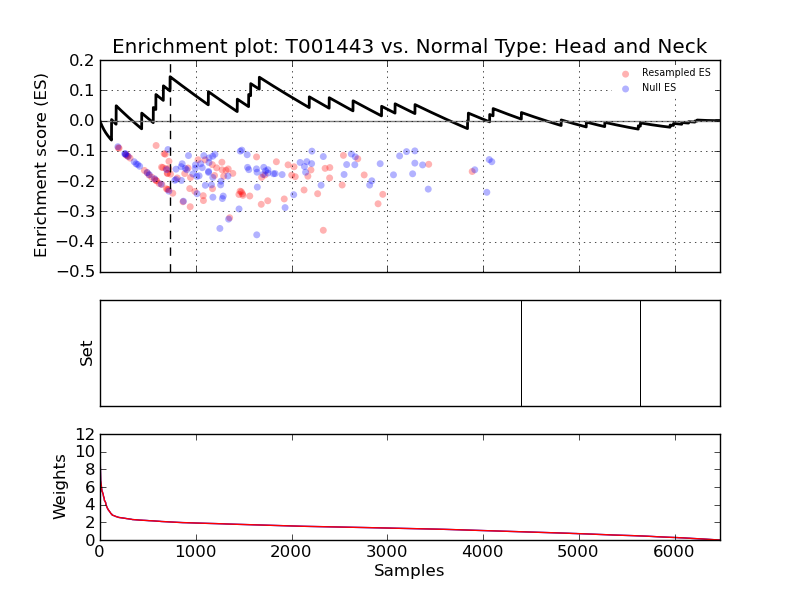 Enrichment plot: T001443 vs. Normal Type: Head and Neck
Enrichment score (ES)
0.2
0.1
0.0
−0.1
−0.2
−0.3
−0.4
−0.5
Resampled ES
Null ES
Set
Weights
12
10
8
6
4
2
0
0 1000 2000 3000 4000 5000 6000
Samples